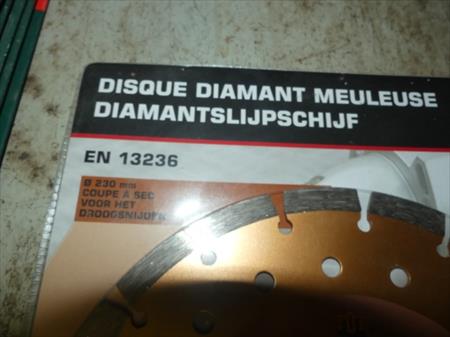 DISQUE DIAMANT MEULEUSE
DIAMANTSLIJPSCHIJF
EN 13236
Ø 230 mm
COUPE À SEC
VOOR HET
DROOGSNIJDEN